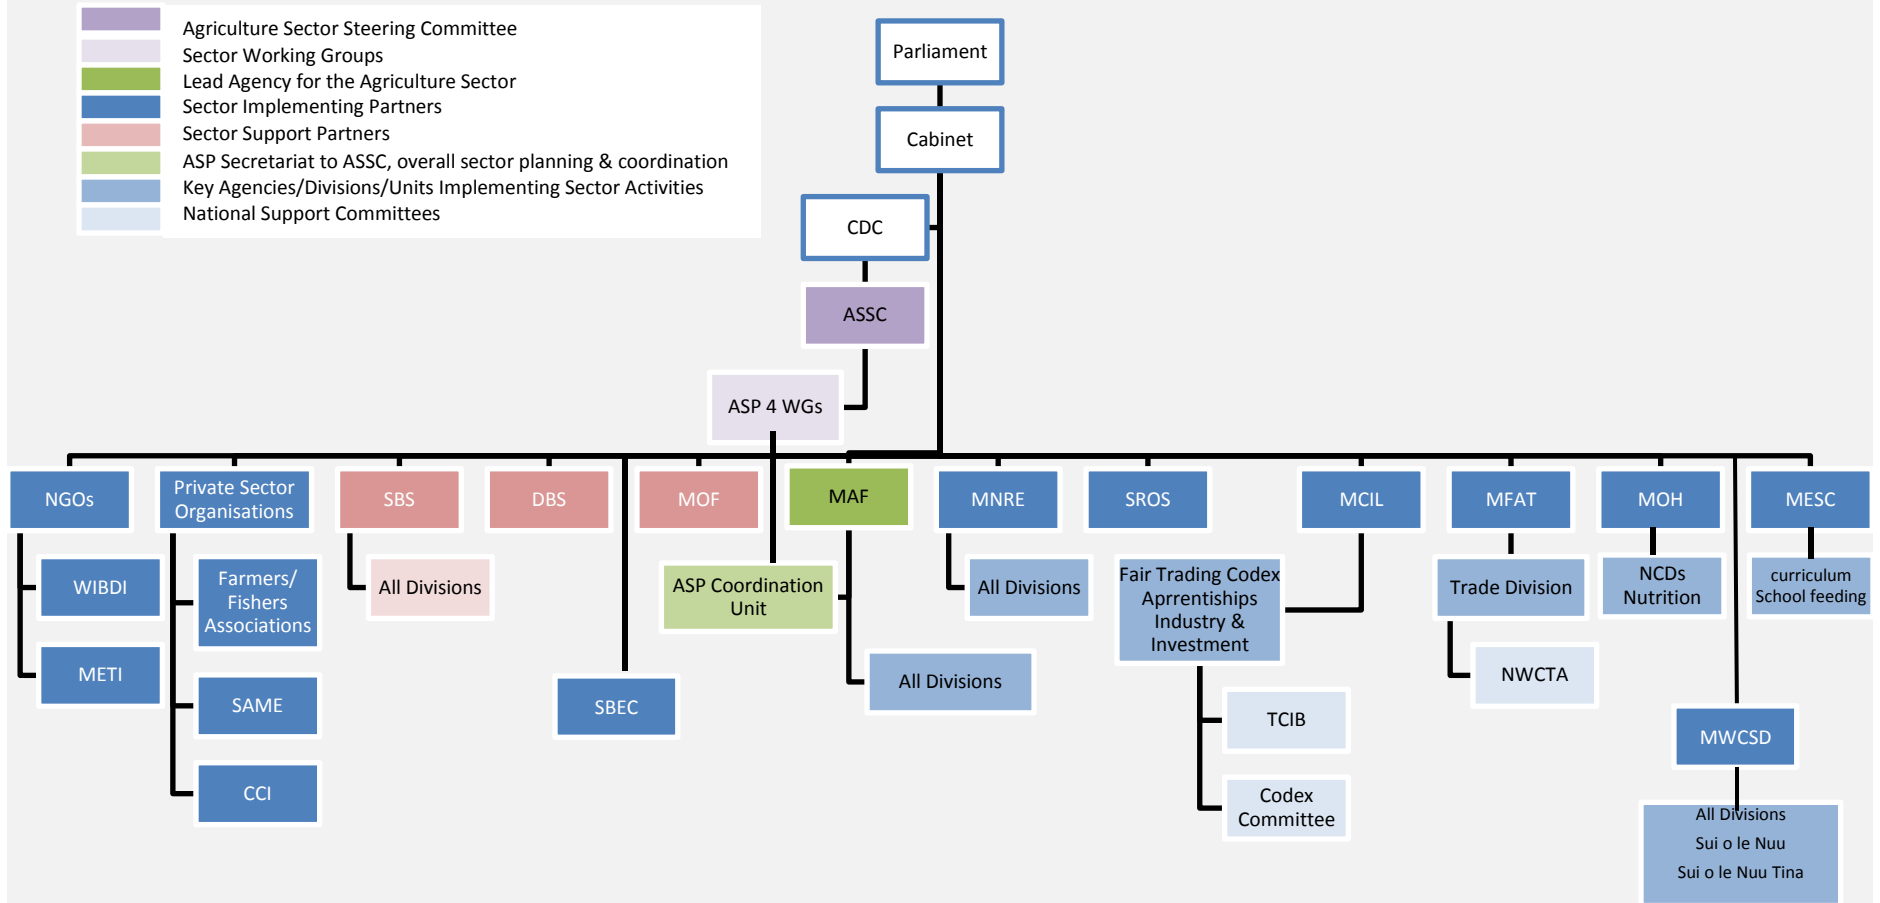 Agriculture Sector Steering Committee
Sector Working Groups
Lead Agency for the Agriculture Sector
Sector Implementing Partners
Sector Support Partners
ASP Secretariat to ASSC, overall sector planning & coordination
Key Agencies/Divisions/Units Implementing Sector Activities
National Support Committees
Parliament
Cabinet
CDC
ASSC
ASP 4 WGs
NGOs
Private Sector
Organisations
SBS
DBS
MOF
MAF
MNRE
SROS
MCIL
MFAT
MOH
MESC
WIBDI
METI
Farmers/
Fishers
Associations
SAME
CCI
All Divisions
SBEC
ASP Coordination
Unit
All Divisions
All Divisions
Fair Trading Codex
Aprrentiships
Industry &
Investment
TCIB
Codex
Committee
Trade Division
NWCTA
NCDs
Nutrition
curriculum
School feeding
MWCSD
All Divisions
Sui o le Nuu
Sui o le Nuu Tina